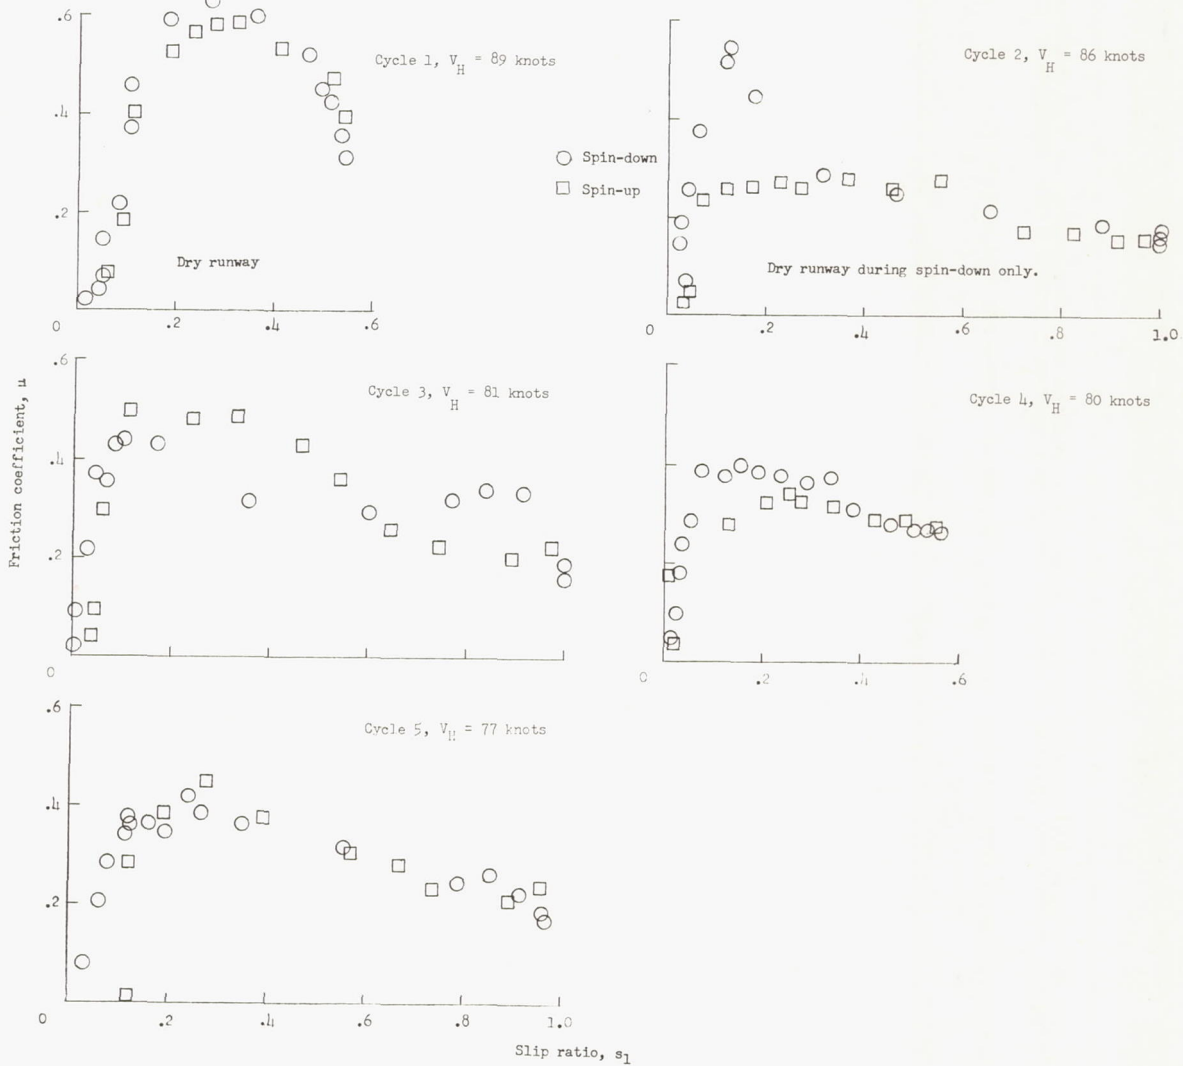 .6
Cycle 1, V_H = 89 knots
.4
.2
Dry runway
0 .2 .4 .6
○ Spin-down
□ Spin-up
Cycle 2, V_H = 86 knots
Dry runway during spin-down only.
0 .2 .4 .6 .8 1.0
Friction coefficient, μ
.6
Cycle 3, V_H = 81 knots
.4
.2
0
Cycle 4, V_H = 80 knots
0 .2 .4 .6
.6
Cycle 5, V_H = 77 knots
.4
.2
0 .2 .4 .6 .8 1.0
Slip ratio, s₁